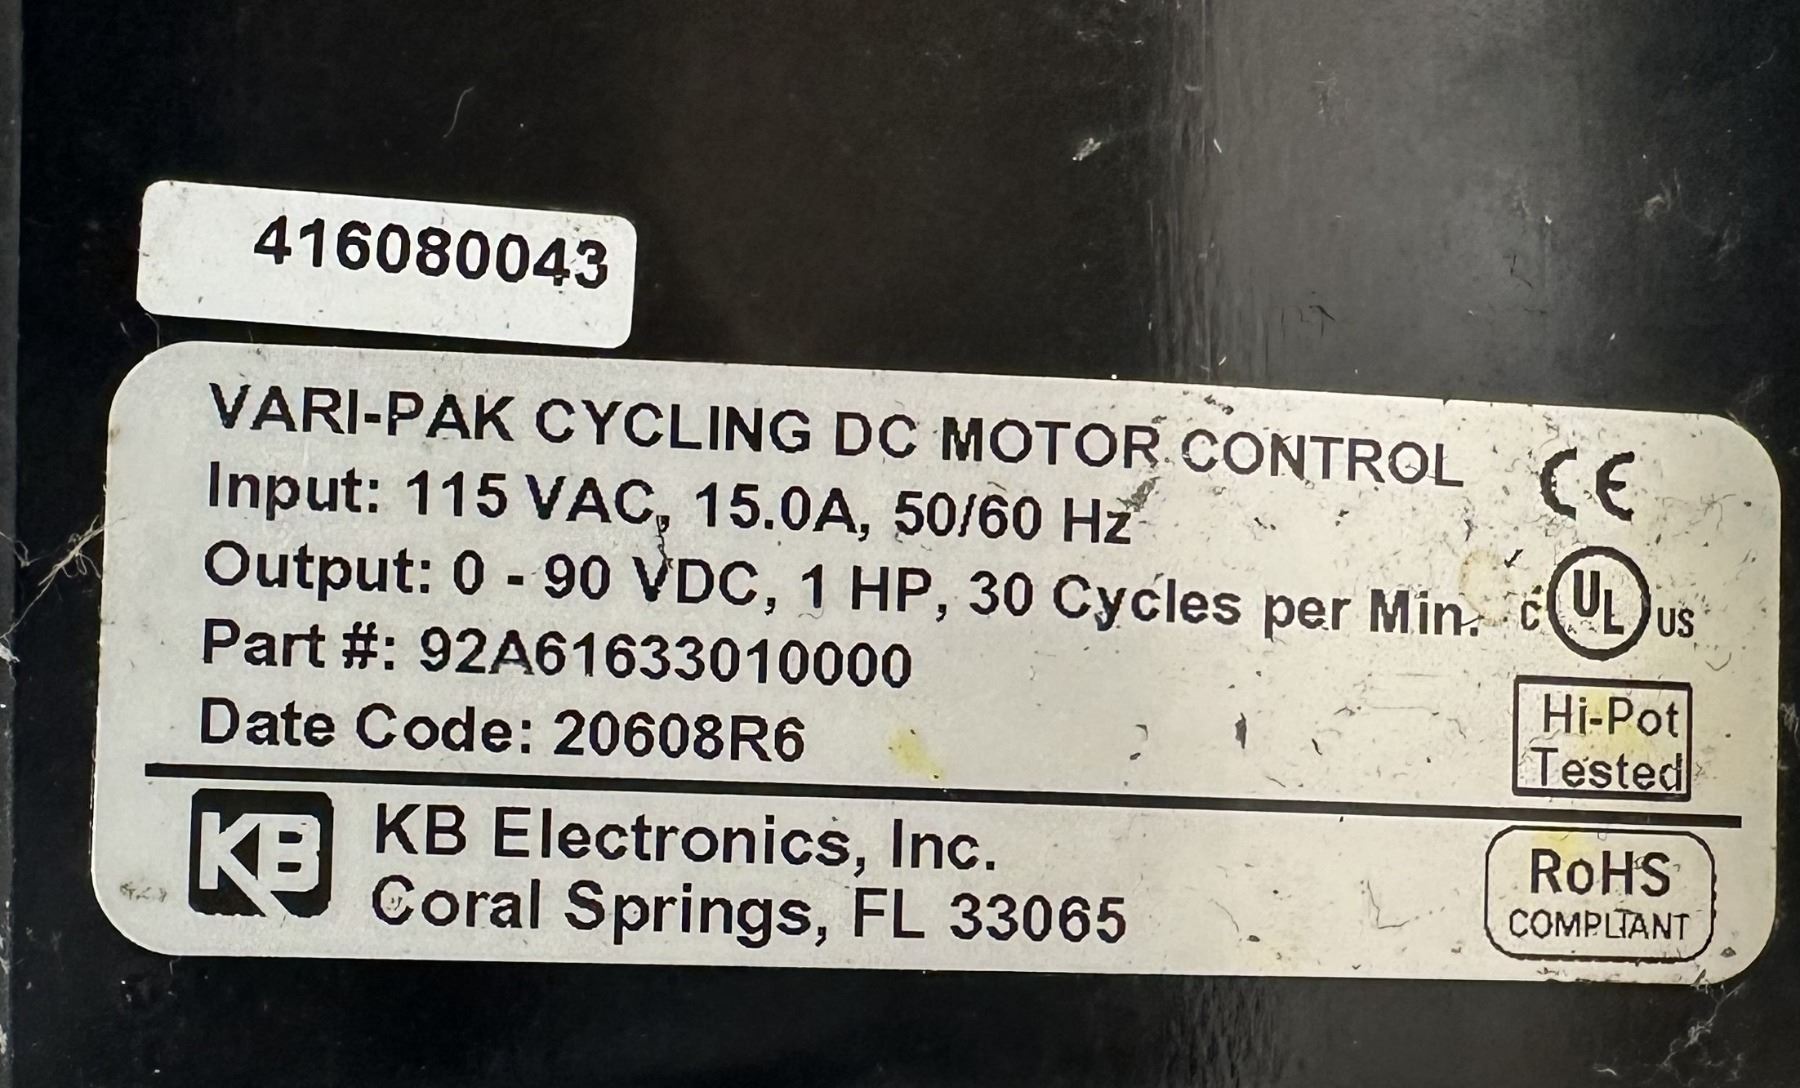 416080043
VARI-PAK CYCLING DC MOTOR CONTROL
Input: 115 VAC, 15.0A, 50/60 Hz
Output: 0 - 90 VDC, 1 HP, 30 Cycles per Min.
Part #: 92A61633010000
Date Code: 20608R6
CE
c UL US
Hi-Pot
Tested
KB
KB Electronics, Inc.
Coral Springs, FL 33065
RoHS
COMPLIANT